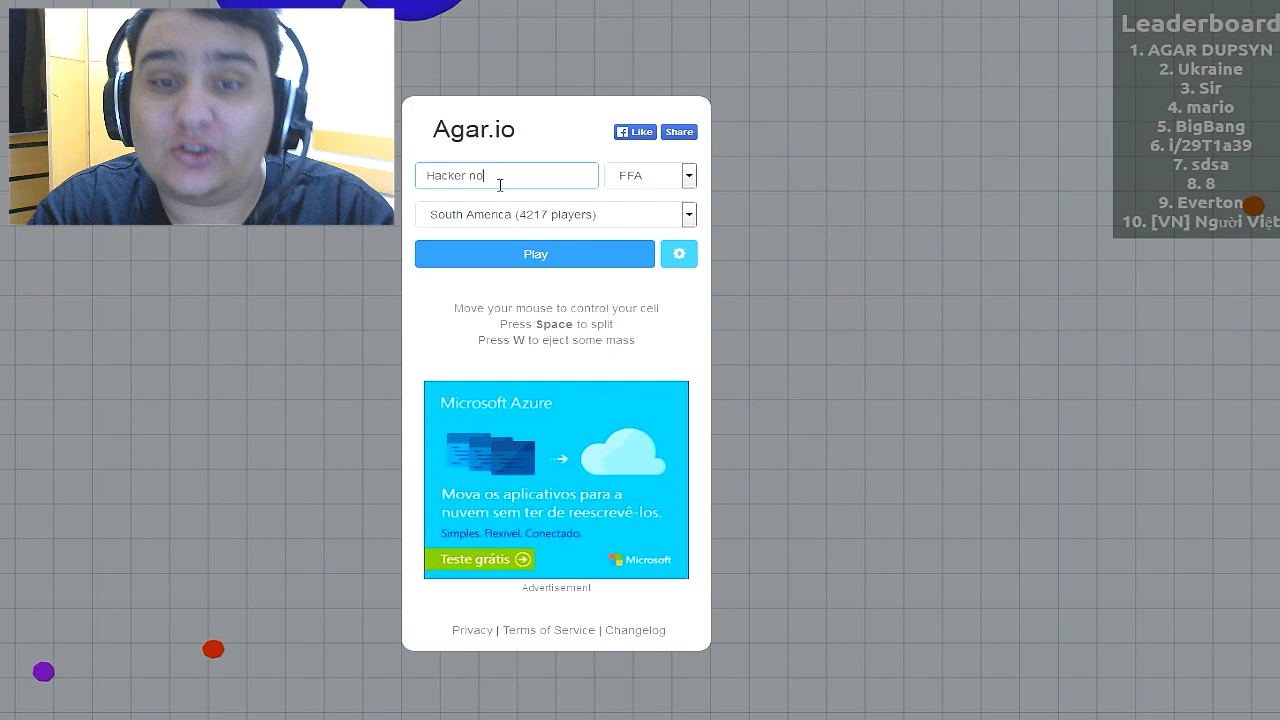 Leaderboard
1. AGAR DUPSYN
2. Ukraine
3. Sir
4. mario
5. BigBang
6. i/29T1a39
7. sdsa
8. 8
9. Everton
10. [VN] Người Việt
Agar.io
Like
Share
Hacker no
FFA
South America (4217 players)
Play
Move your mouse to control your cell
Press Space to split
Press W to eject some mass
Microsoft Azure
Mova os aplicativos para a
nuvem sem ter de reescrevê-los.
Simples. Flexível. Conectado.
Teste grátis
Microsoft
Advertisement
Privacy | Terms of Service | Changelog